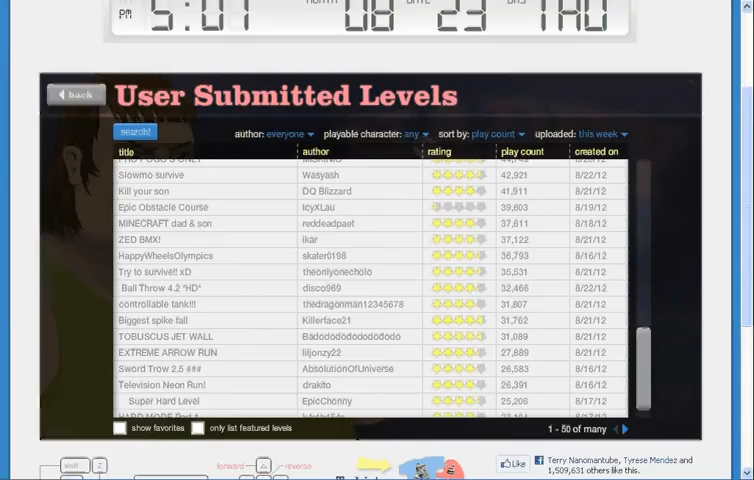 PM 5:01 08 23 THU
back User Submitted Levels
search! author: everyone playable character: any sort by: play count uploaded: this week
title author rating play count created on
Slowmo survive Wasyash 42,921 8/22/12
Kill your son DQ Blizzard 41,911 8/21/12
Epic Obstacle Course IcyXLau 39,603 8/19/12
MINECRAFT dad & son reddeadpaet 37,611 8/18/12
ZED BMX! ikar 37,122 8/21/12
HappyWheelsOlympics skater0198 36,793 8/16/12
Try to survive!! xD theonlyonecholo 35,531 8/21/12
Ball Throw 4.2 *HD* disco969 32,466 8/22/12
controllable tank!!! thedragonman12345678 31,807 8/21/12
Biggest spike fall Killerface21 31,762 8/21/12
TOBUSCUS JET WALL Badodododododododo 31,089 8/21/12
EXTREME ARROW RUN liljonzy22 27,889 8/21/12
Sword Trow 2.5 ### AbsolutionOfUniverse 26,583 8/16/12
Television Neon Run! drakito 26,391 8/16/12
Super Hard Level EpicChonny 25,206 8/17/12
show favorites only list featured levels 1 - 50 of many
shift Z forward reverse
Like Terry Nanomantube, Tyrese Mendez and
1,509,631 others like this.